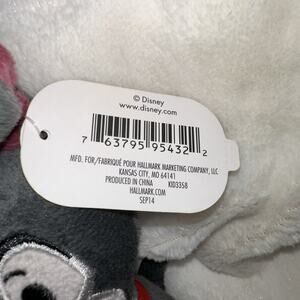 © Disney
www.disney.com
7 63795 95432 2
MFD. FOR/FABRIQUÉ POUR HALLMARK MARKETING COMPANY, LLC
KANSAS CITY, MO 64141
PRODUCED IN CHINA KID3358
HALLMARK.COM
SEP14